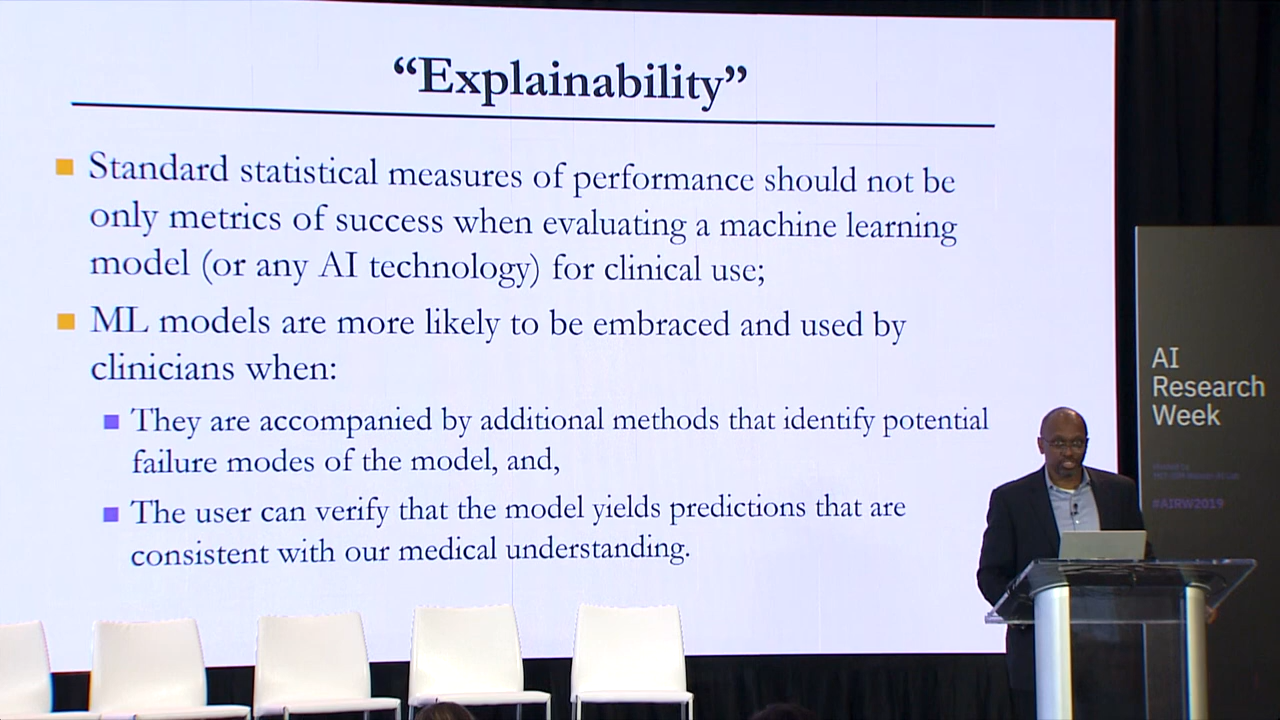 “Explainability”
Standard statistical measures of performance should not be
only metrics of success when evaluating a machine learning
model (or any AI technology) for clinical use;
ML models are more likely to be embraced and used by
clinicians when:
They are accompanied by additional methods that identify potential
failure modes of the model, and,
The user can verify that the model yields predictions that are
consistent with our medical understanding.
AI
Research
Week
#AIRW2019